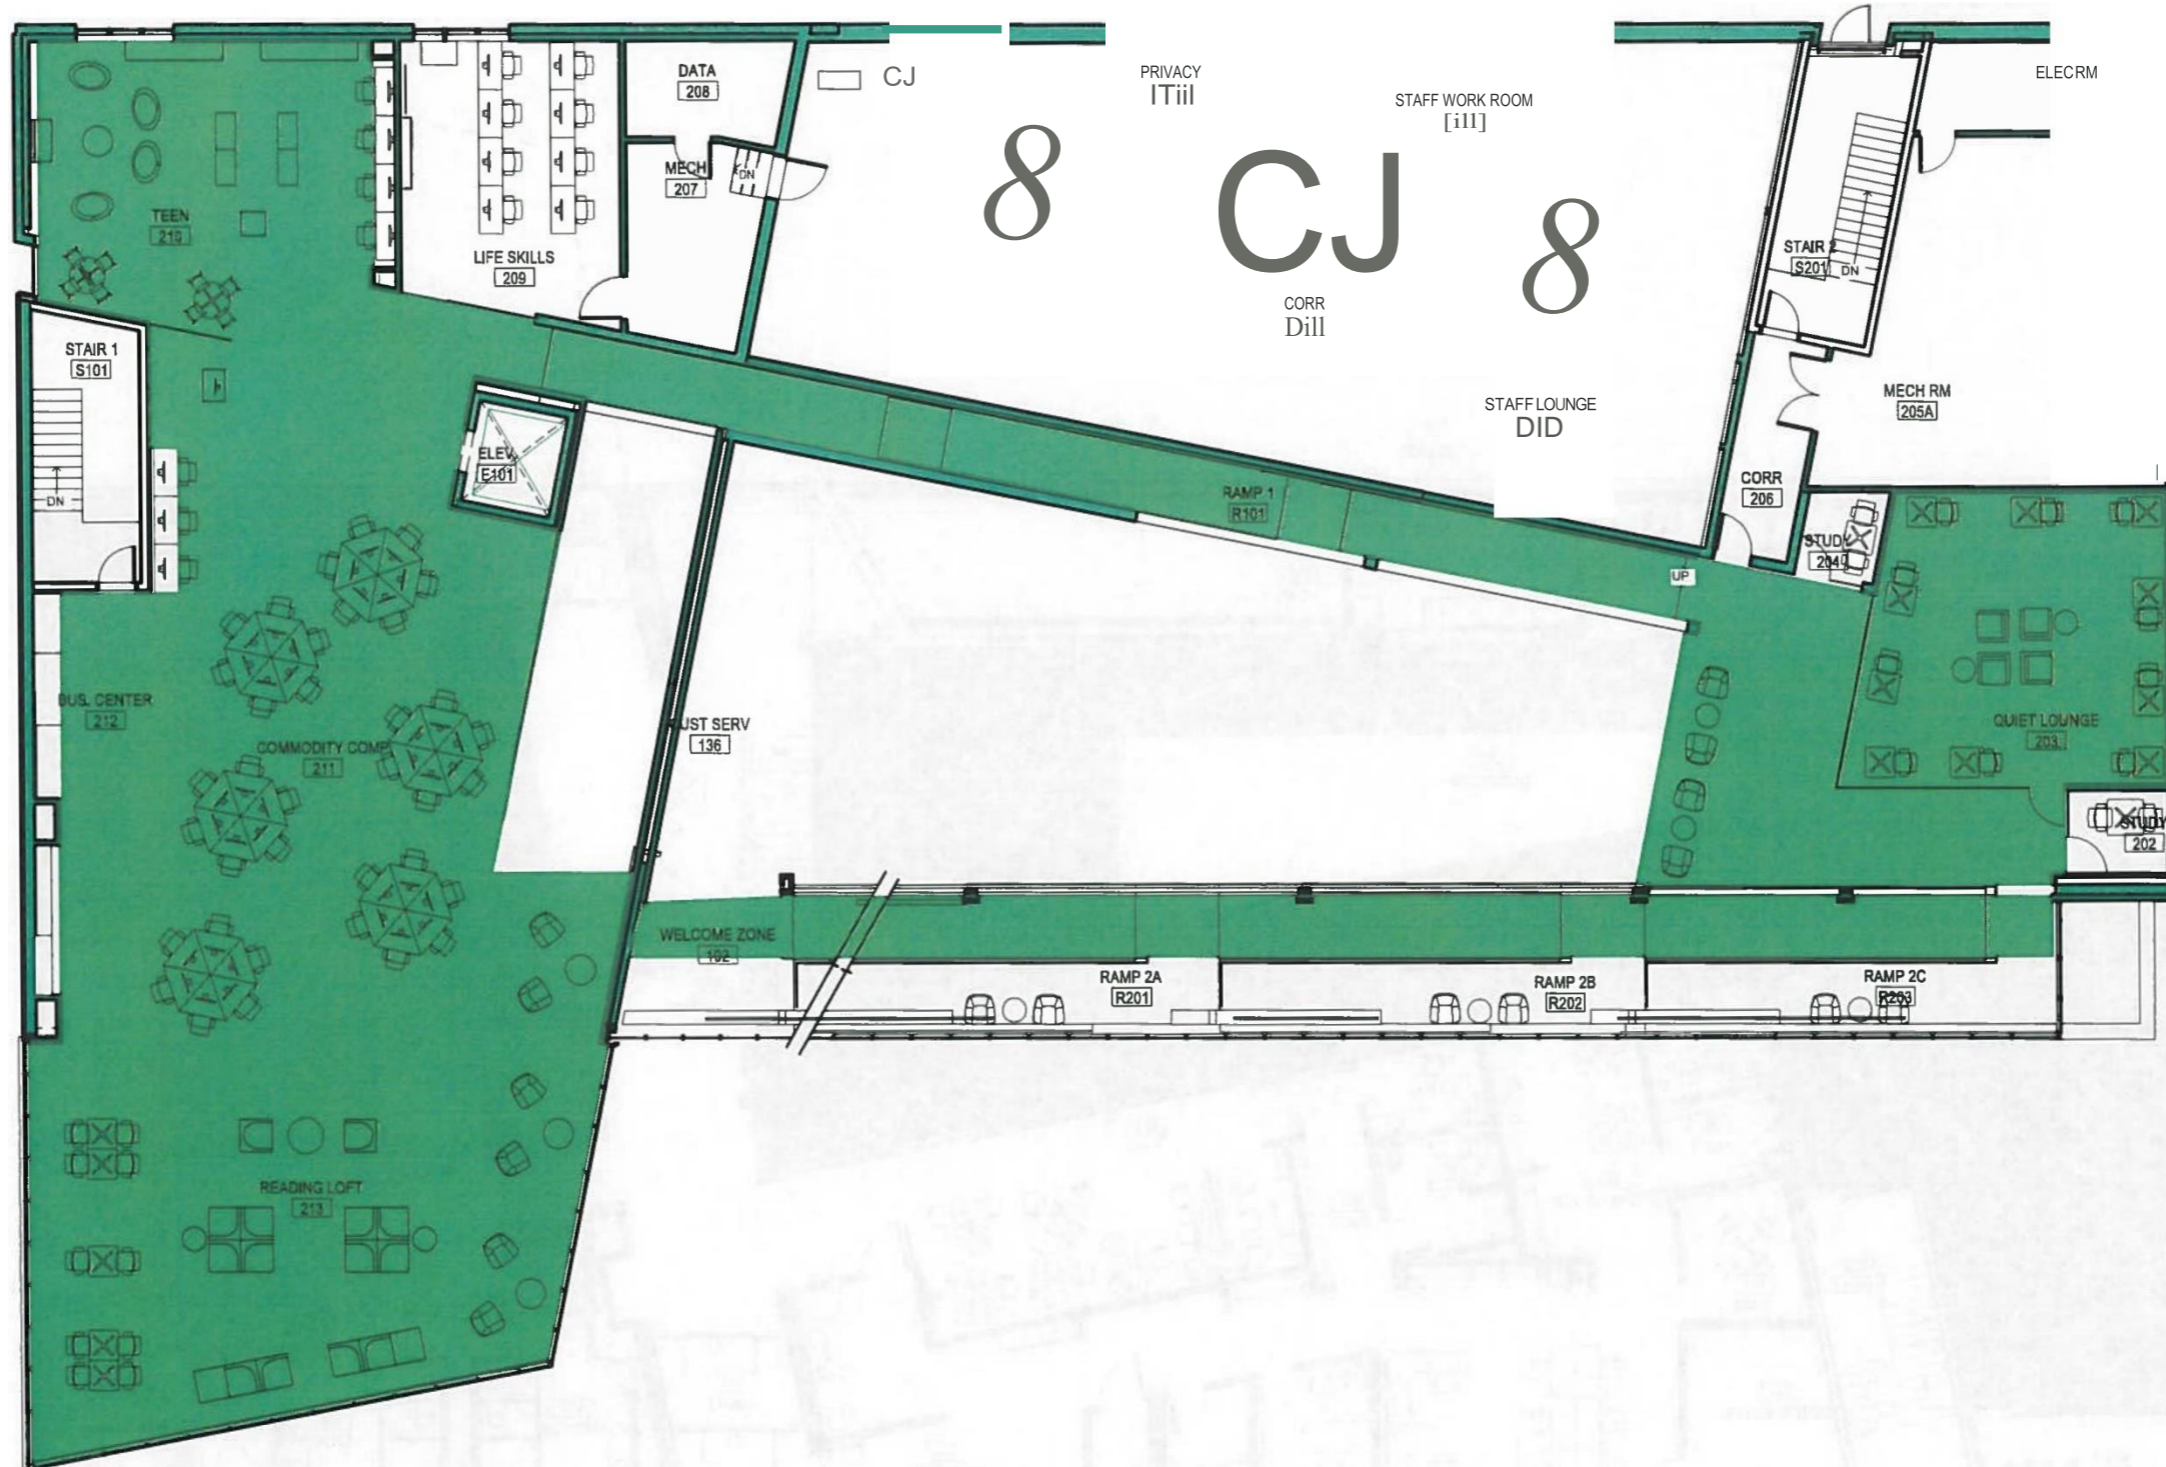 CJ
PRIVACY
ITiil
STAFF WORK ROOM
[ill]
ELECRM
DATA
208
8
CJ
8
MECH
207
DN
TEEN
210
LIFE SKILLS
209
STAIR 2
S201
DN
CORR
Dill
STAIR 1
S101
DN
STAFF LOUNGE
DID
MECH RM
205A
ELEV
E101
RAMP 1
R101
CORR
206
STUDY
204
UP
BUS. CENTER
212
COMMODITY COMP
211
UST SERV
136
QUIET LOUNGE
203
STUDY
202
WELCOME ZONE
102
RAMP 2A
R201
RAMP 2B
R202
RAMP 2C
R203
READING LOFT
213